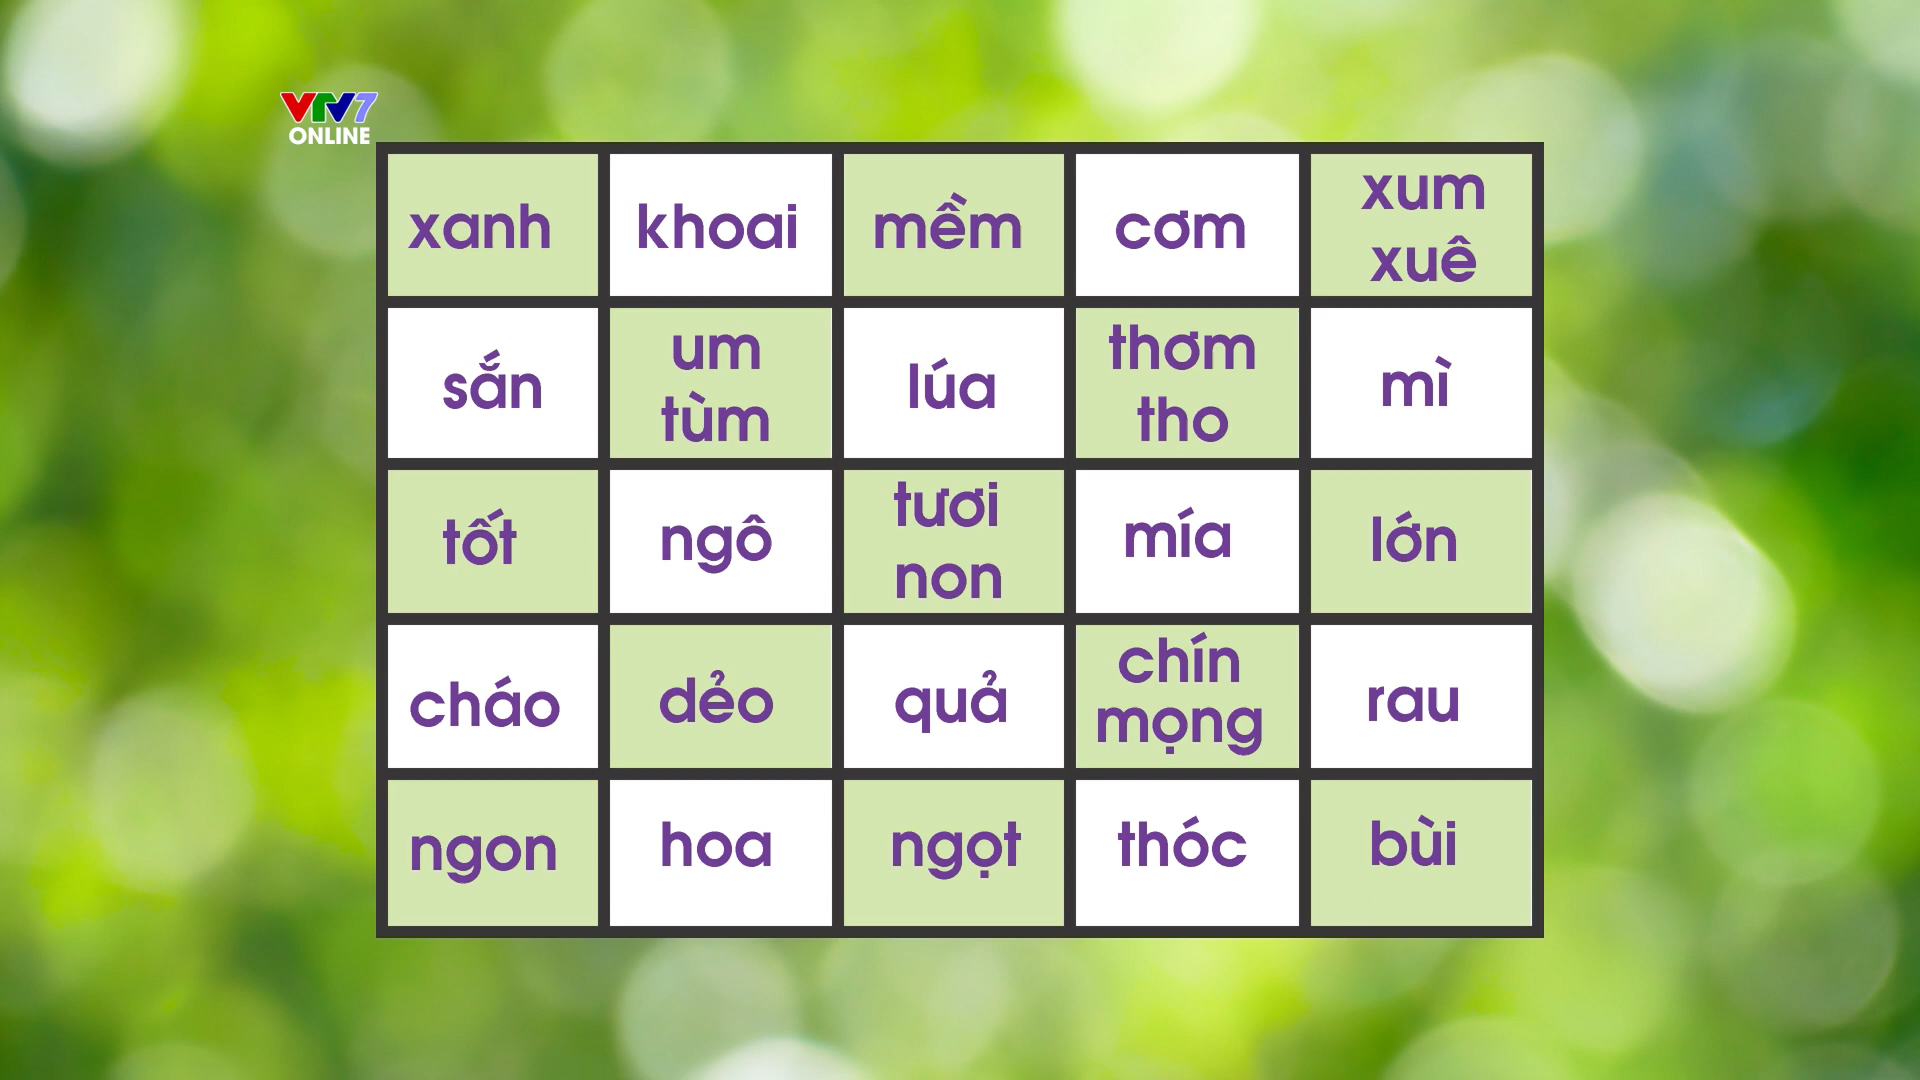 VTV7
ONLINE
xanh khoai mềm cơm xum xuê
sắn um tùm lúa thơm tho mì
tốt ngô tươi non mía lớn
cháo dẻo quả chín mọng rau
ngon hoa ngọt thóc bùi